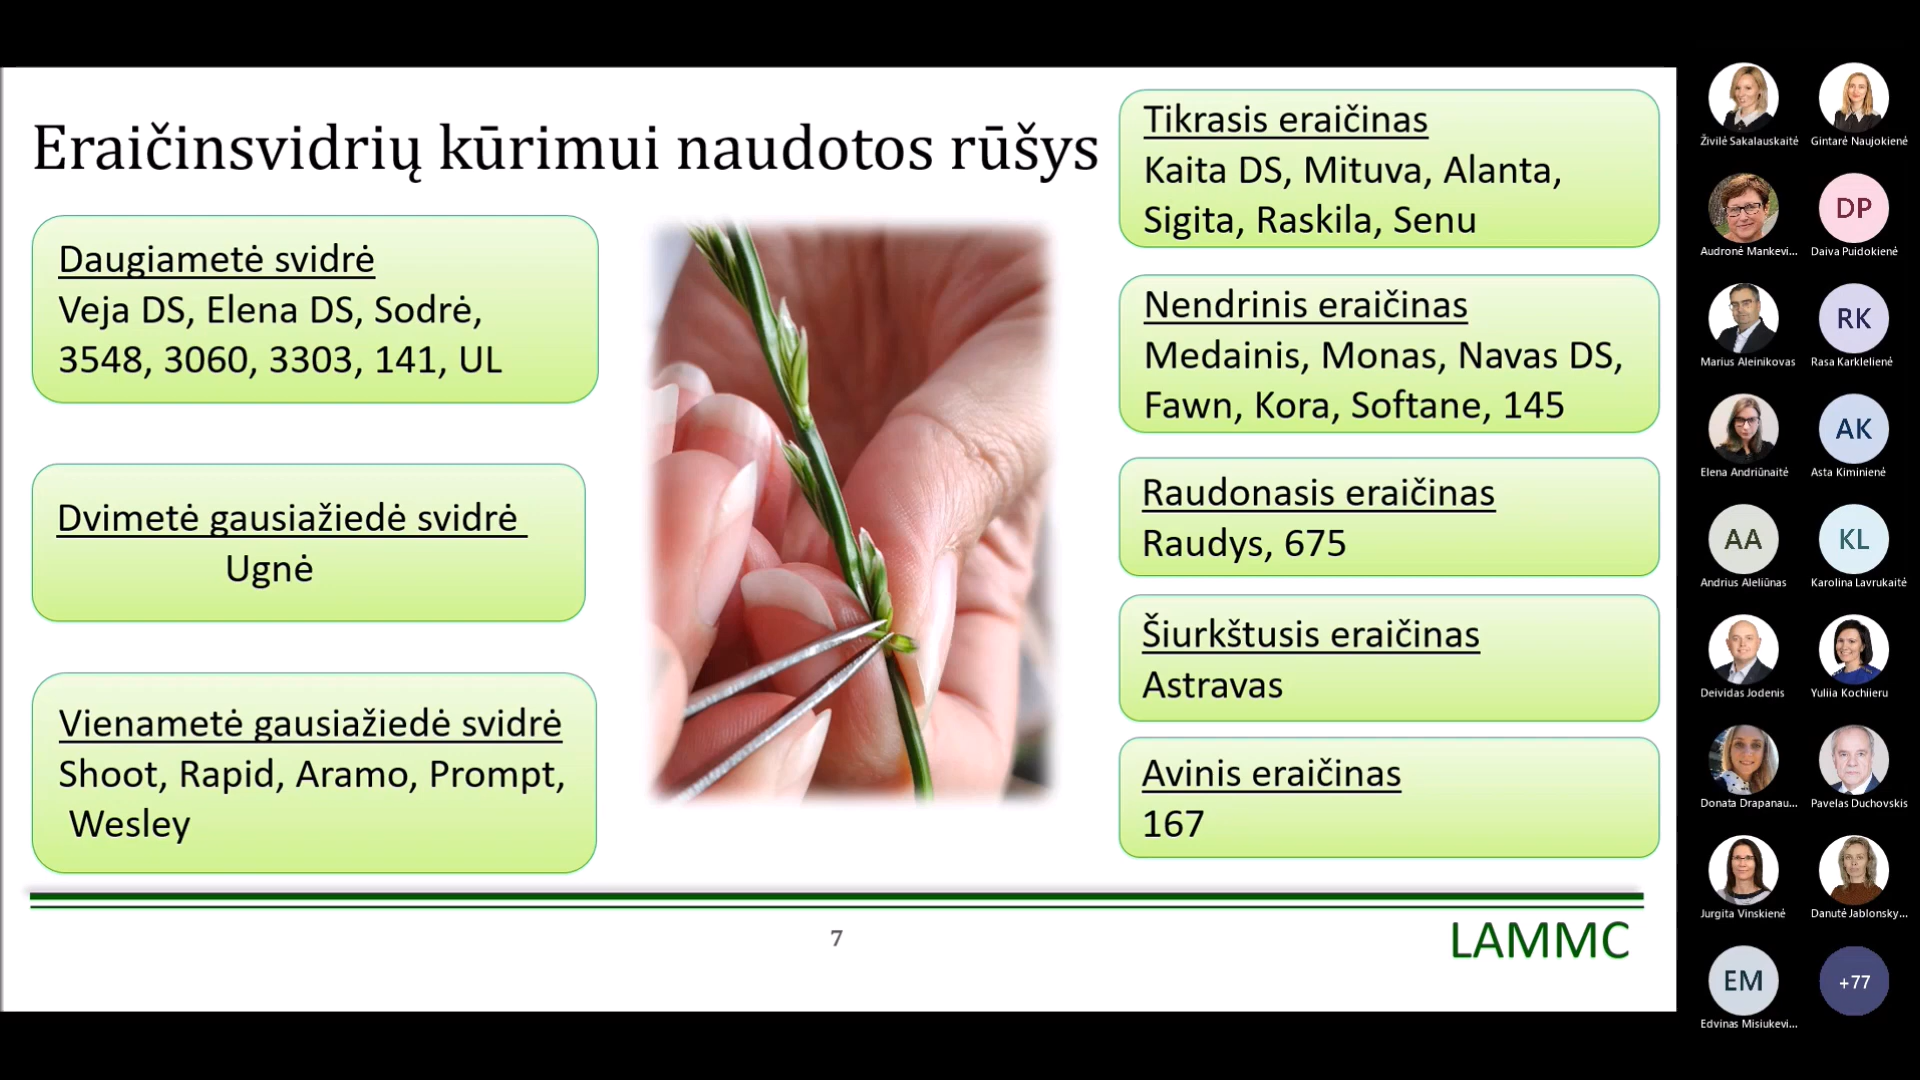 Eraičinsvidrių kūrimui naudotos rūšys
Daugiametė svidrė
Veja DS, Elena DS, Sodrė,
3548, 3060, 3303, 141, UL
Dvimetė gausiažiedė svidrė
Ugnė
Vienametė gausiažiedė svidrė
Shoot, Rapid, Aramo, Prompt,
Wesley
Tikrasis eraičinas
Kaita DS, Mituva, Alanta,
Sigita, Raskila, Senu
Nendrinis eraičinas
Medainis, Monas, Navas DS,
Fawn, Kora, Softane, 145
Raudonasis eraičinas
Raudys, 675
Šiurkštusis eraičinas
Astravas
Avinis eraičinas
167
7
LAMMC
Živilė Sakalauskaitė
Gintarė Naujokienė
Audronė Mankevi...
DP
Daiva Puidokienė
Marius Aleinikovas
RK
Rasa Karklelienė
Elena Andriūnaitė
AK
Asta Kiminienė
AA
Andrius Aleliūnas
KL
Karolina Lavrukaitė
Deividas Jodenis
Yuliia Kochiieru
Donata Drapanau...
Pavelas Duchovskis
Jurgita Vinskienė
Danutė Jablonsky...
EM
Edvinas Misiukevi...
+77